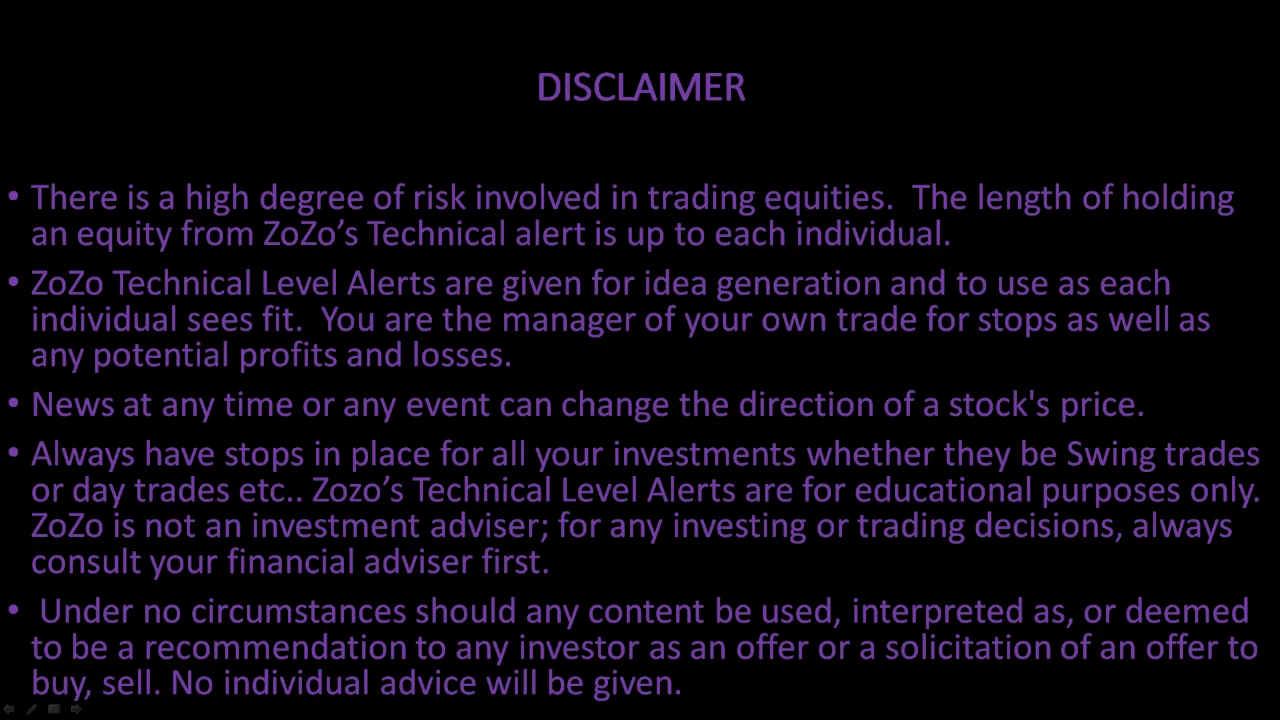 DISCLAIMER
• There is a high degree of risk involved in trading equities.  The length of holding
an equity from ZoZo’s Technical alert is up to each individual.
• ZoZo Technical Level Alerts are given for idea generation and to use as each
individual sees fit.  You are the manager of your own trade for stops as well as
any potential profits and losses.
• News at any time or any event can change the direction of a stock's price.
• Always have stops in place for all your investments whether they be Swing trades
or day trades etc.. Zozo’s Technical Level Alerts are for educational purposes only.
ZoZo is not an investment adviser; for any investing or trading decisions, always
consult your financial adviser first.
•  Under no circumstances should any content be used, interpreted as, or deemed
to be a recommendation to any investor as an offer or a solicitation of an offer to
buy, sell. No individual advice will be given.